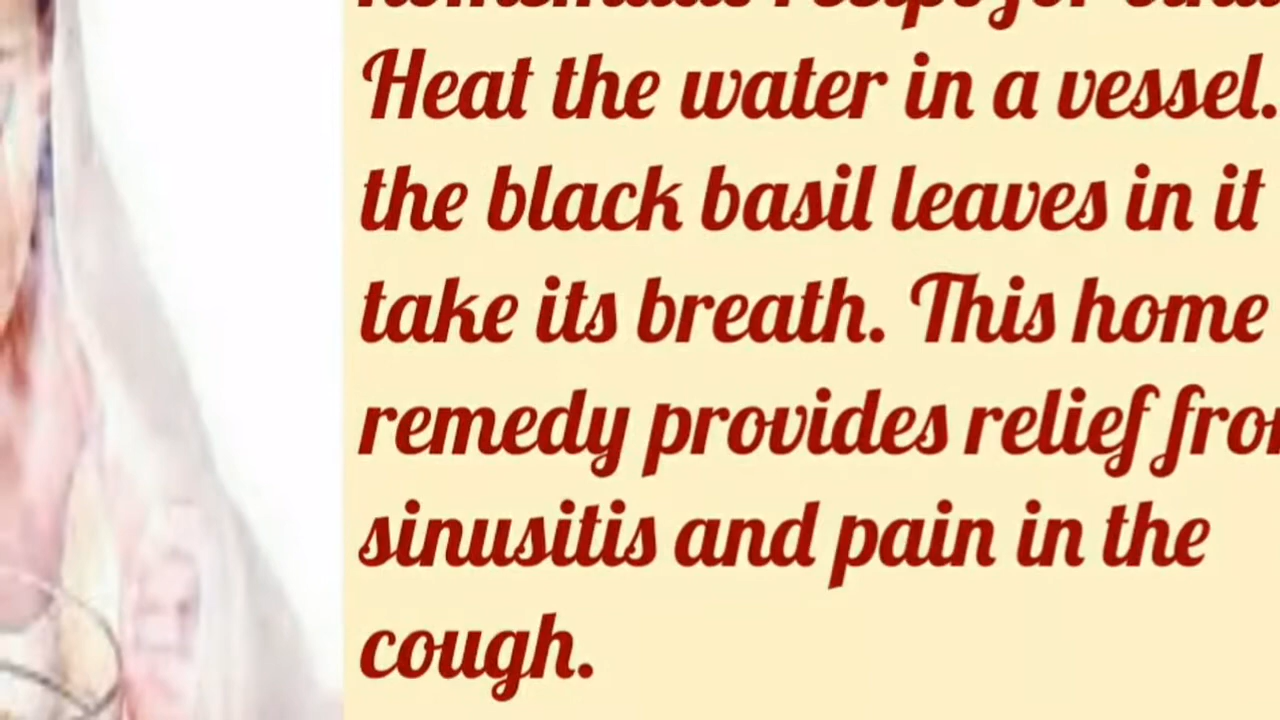 Heat the water in a vessel.
the black basil leaves in it
take its breath. This home
remedy provides relief
sinusitis and pain in the
cough.